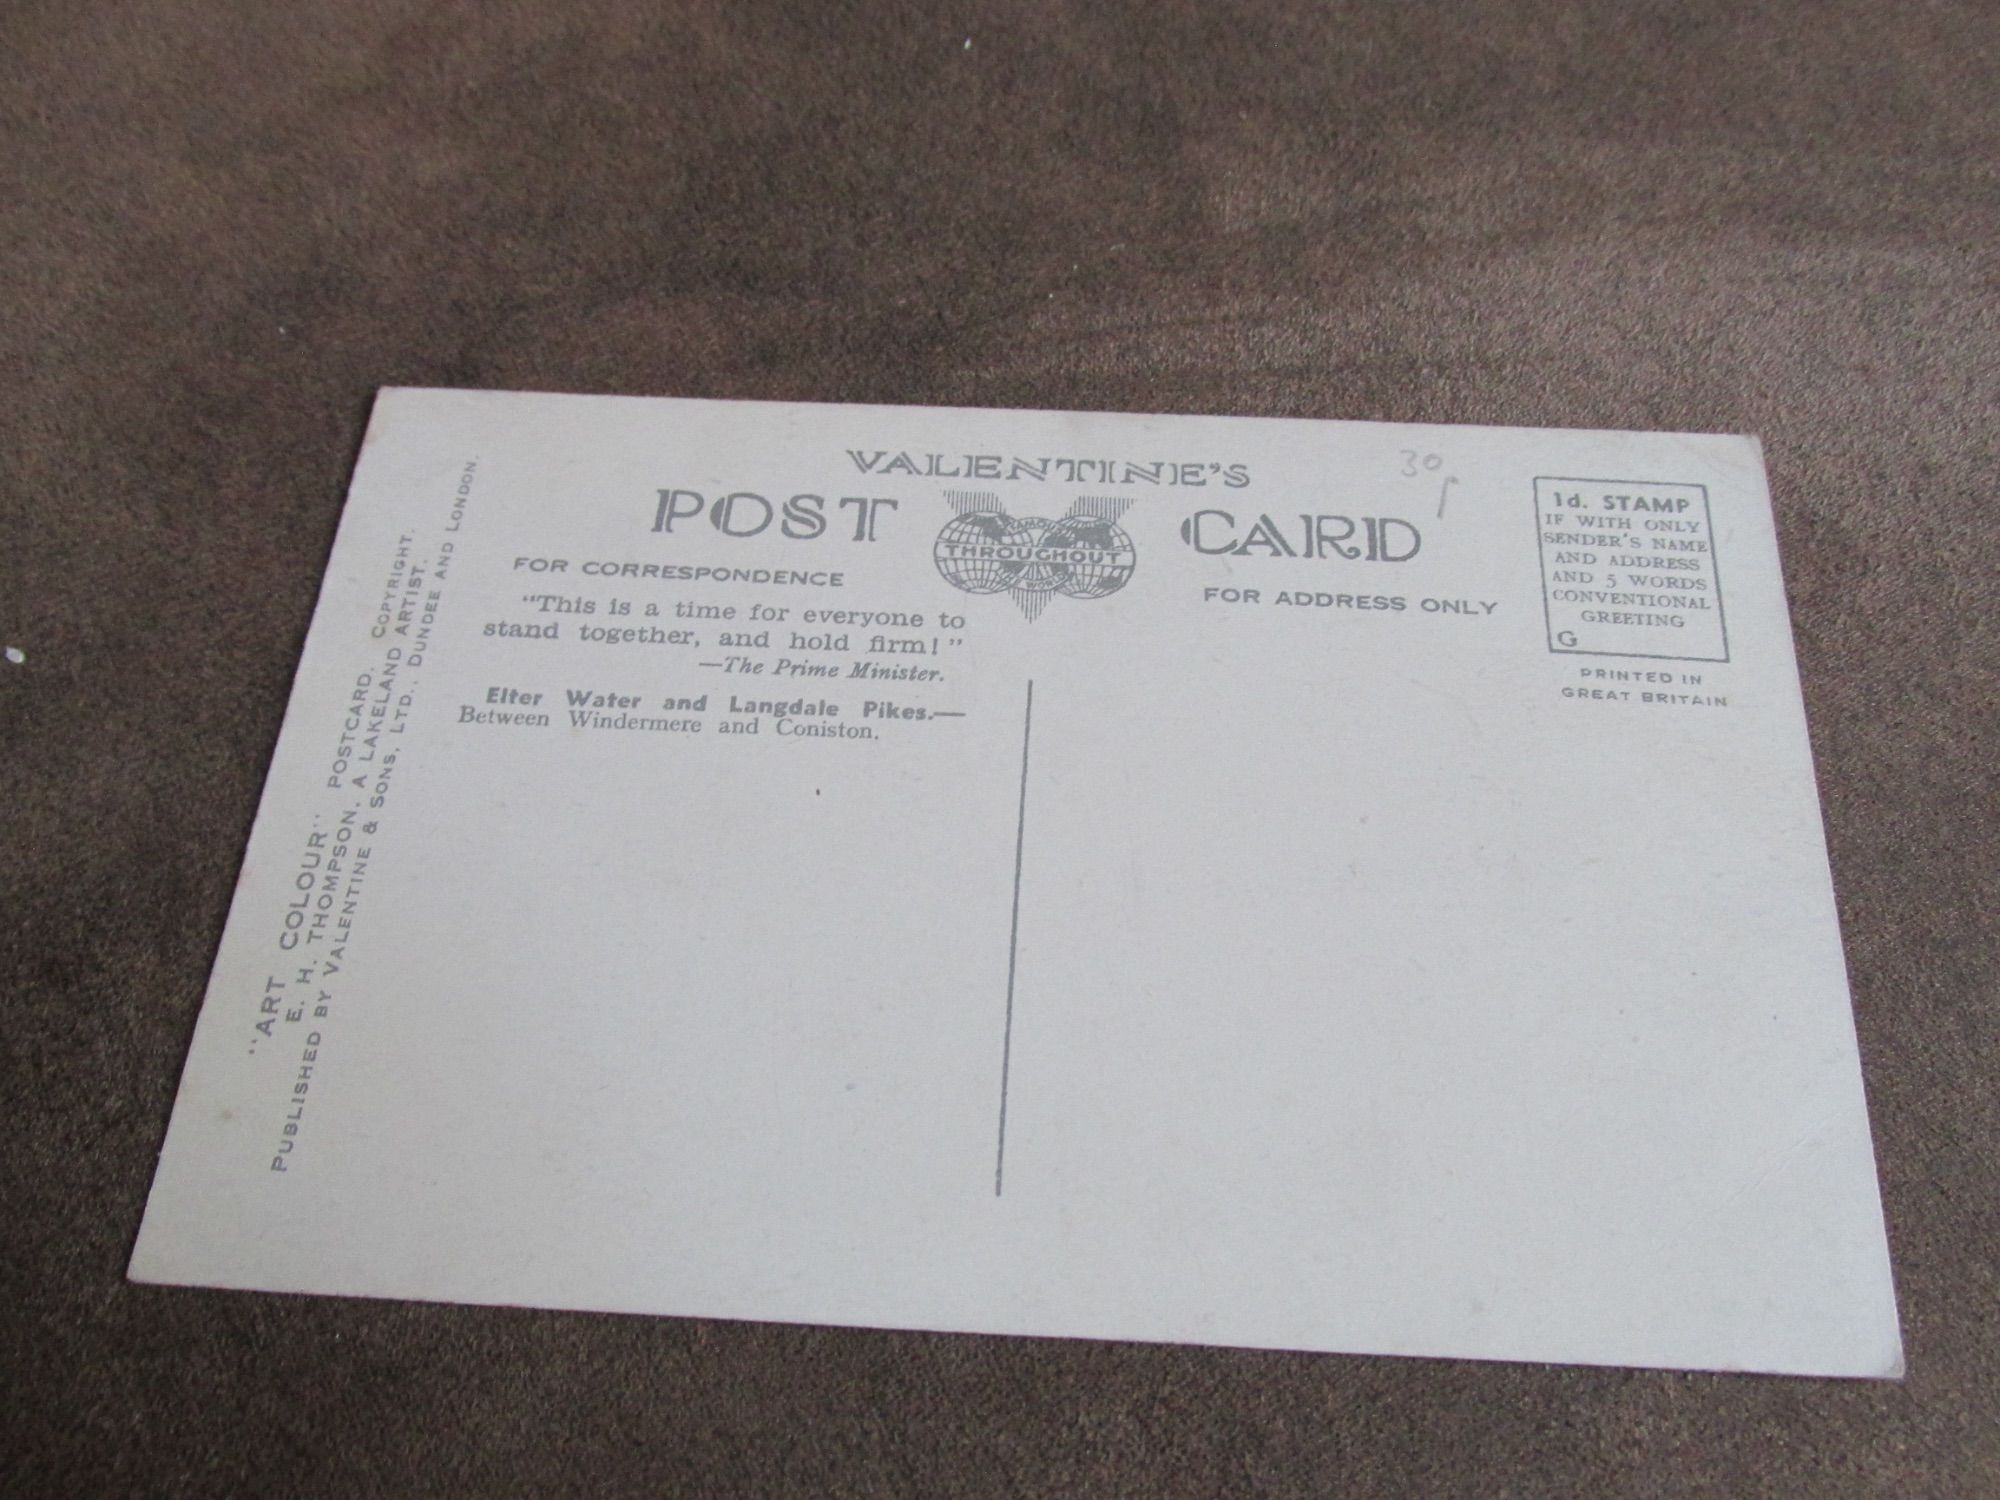 VALENTINE'S
POST CARD
FAMOUS
THROUGHOUT
WORLD
FOR CORRESPONDENCE
"This is a time for everyone to
stand together, and hold firm!"
—The Prime Minister.
Elter Water and Langdale Pikes.—
Between Windermere and Coniston.
FOR ADDRESS ONLY
30p
1d. STAMP
IF WITH ONLY
SENDER'S NAME
AND ADDRESS
AND 5 WORDS
CONVENTIONAL
GREETING
G
PRINTED IN
GREAT BRITAIN
"ART COLOUR" POSTCARD. COPYRIGHT.
E. H. THOMPSON, A LAKELAND ARTIST.
PUBLISHED BY VALENTINE & SONS, LTD., DUNDEE AND LONDON.